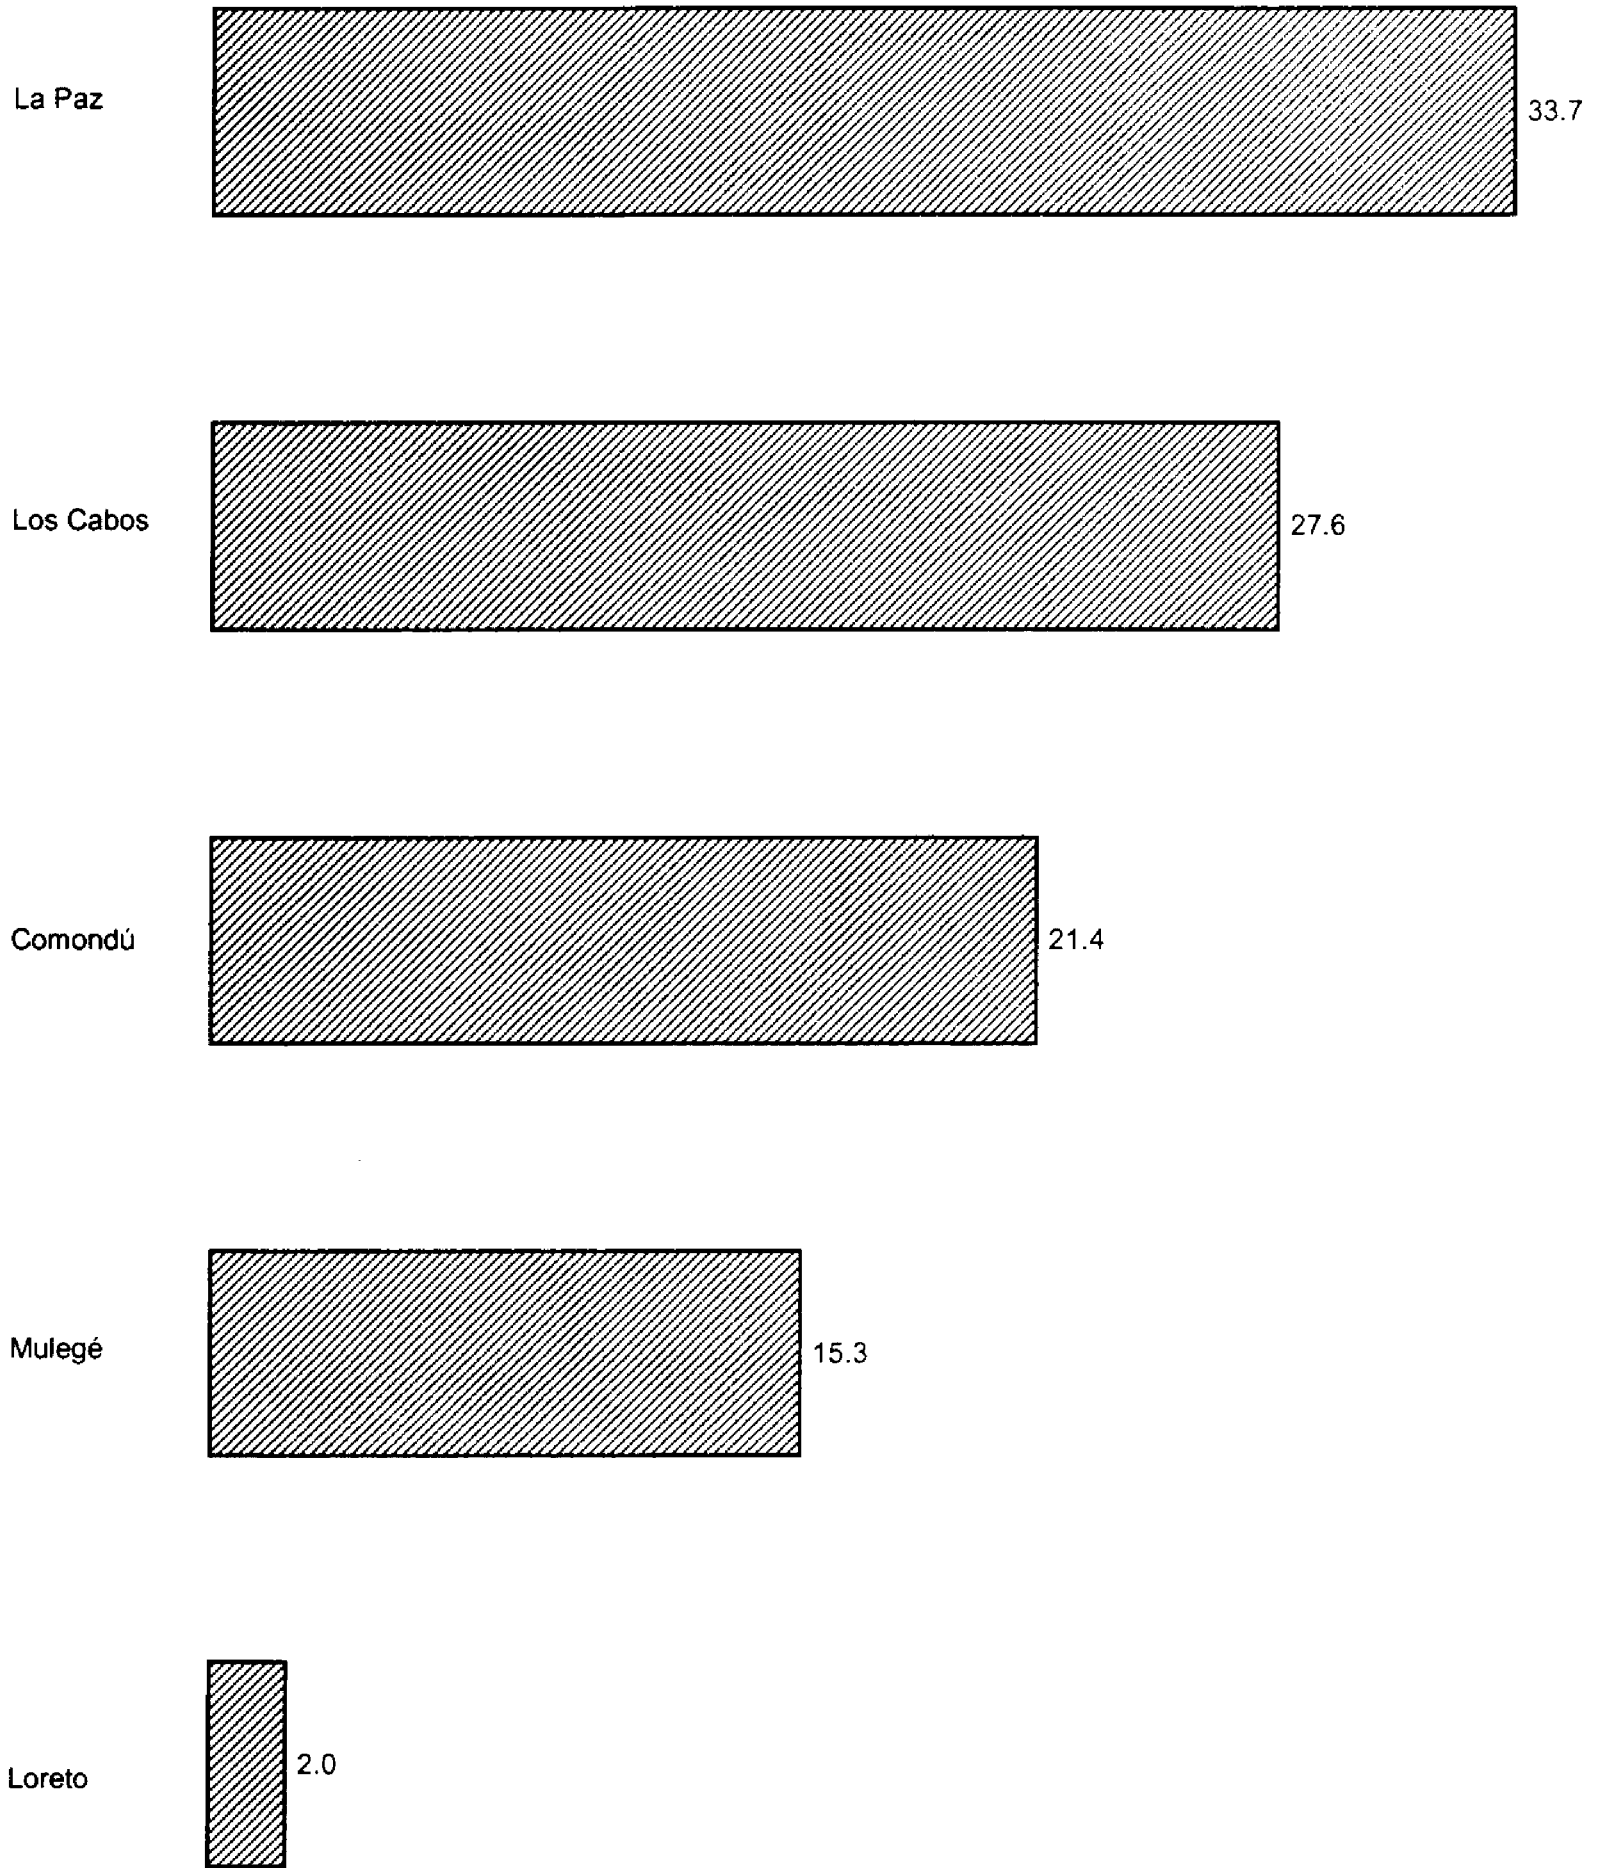 La Paz
33.7
Los Cabos
27.6
Comondú
21.4
Mulegé
15.3
Loreto
2.0